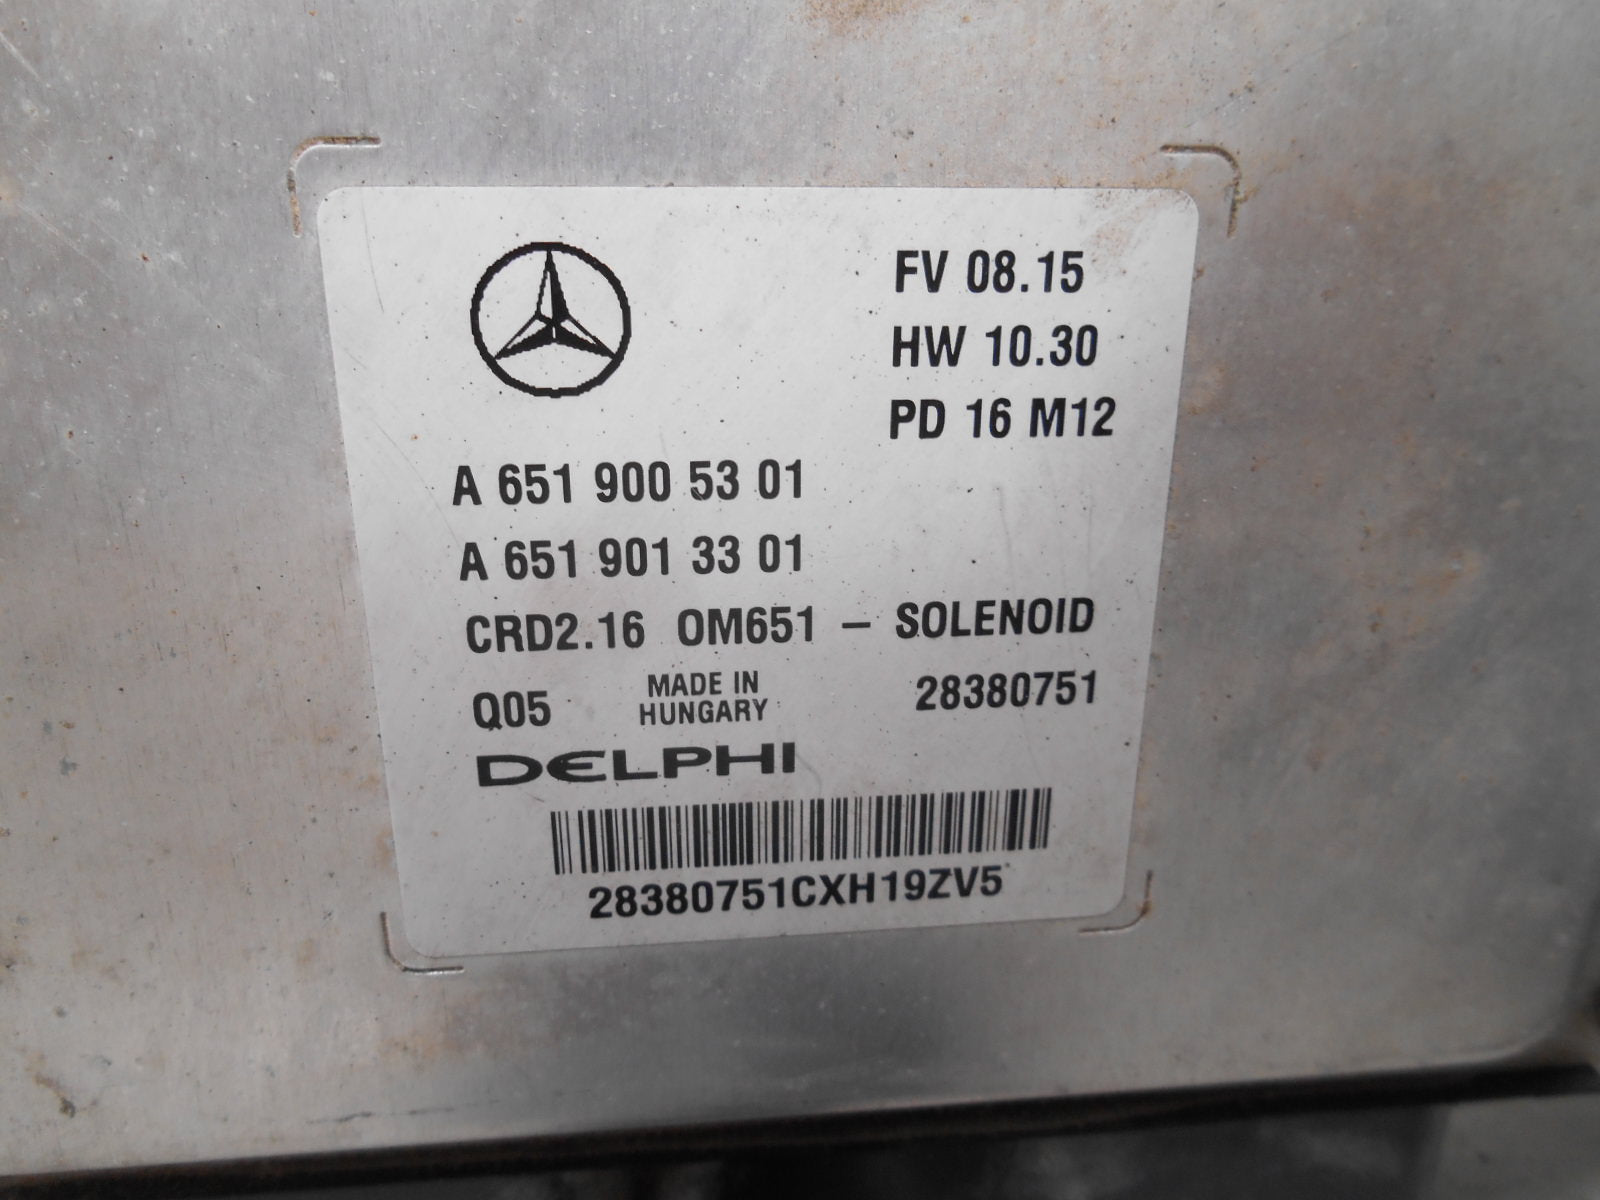 FV 08.15
HW 10.30
PD 16 M12
A 651 900 53 01
A 651 901 33 01
CRD2.16 OM651 – SOLENOID
Q05
MADE IN
HUNGARY
28380751
DELPHI
28380751CXH19ZV5